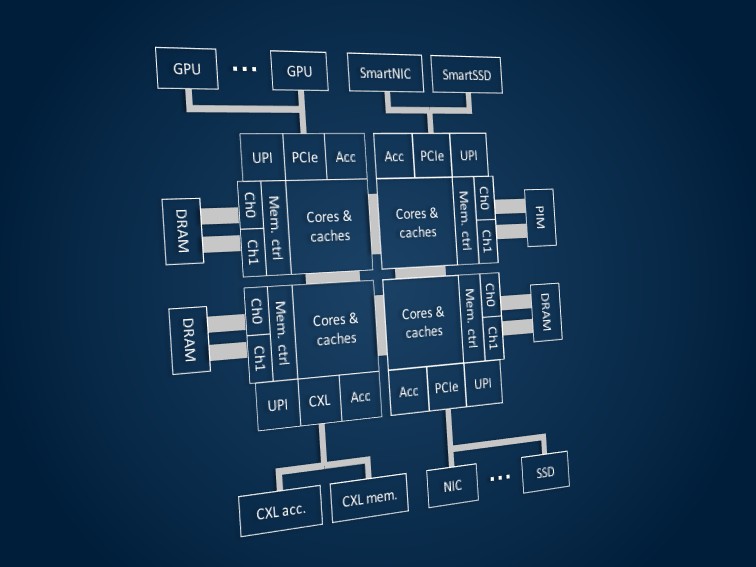 GPU ... GPU SmartNIC SmartSSD
UPI PCIe Acc Acc PCIe UPI
DRAM Ch0 Ch1 Mem. ctrl
Cores &
caches
Cores &
caches
Mem. ctrl Ch0 Ch1 PIM
DRAM Ch0 Ch1 Mem. ctrl
Cores &
caches
Cores &
caches
Mem. ctrl Ch0 Ch1 DRAM
UPI CXL Acc Acc PCIe UPI
CXL acc. CXL mem. NIC ... SSD